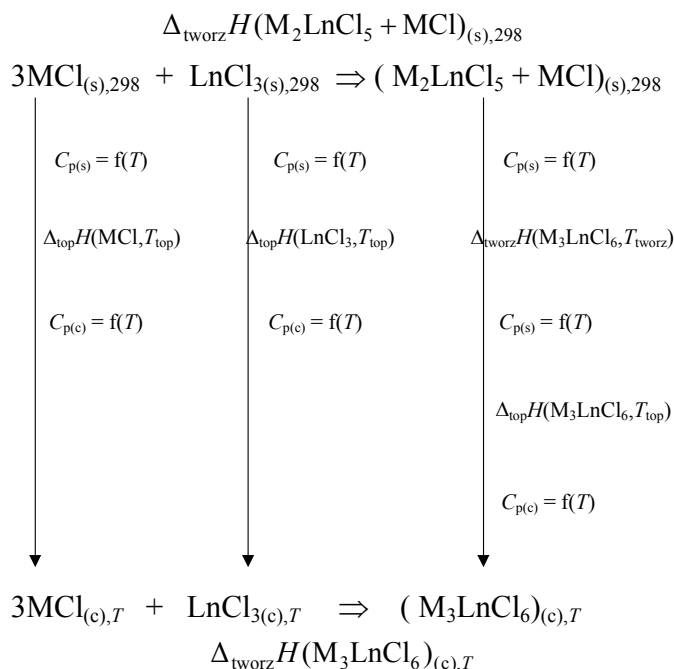 Δ_tworz H(M₂LnCl₅ + MCl)_(s),298
3MCl_(s),298 + LnCl_3(s),298 ⇒ ( M₂LnCl₅ + MCl)_(s),298
C_p(s) = f(T) C_p(s) = f(T) C_p(s) = f(T)
Δ_top H(MCl,T_top) Δ_top H(LnCl₃,T_top) Δ_tworz H(M₃LnCl₆,T_tworz)
C_p(c) = f(T) C_p(c) = f(T) C_p(s) = f(T)
Δ_top H(M₃LnCl₆,T_top)
C_p(c) = f(T)
3MCl_(c),T + LnCl_3(c),T ⇒ ( M₃LnCl₆)_(c),T
Δ_tworz H(M₃LnCl₆)_(c),T